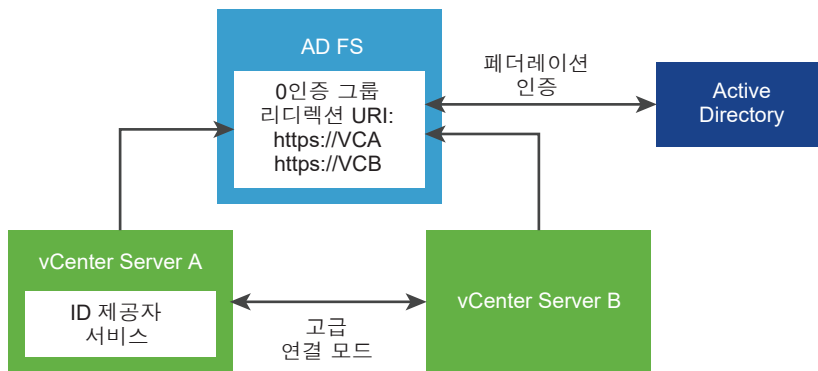 AD FS
0인증 그룹
리디렉션 URI:
https://VCA
https://VCB
페더레이션
인증
Active
Directory
vCenter Server A
ID 제공자
서비스
고급
연결 모드
vCenter Server B